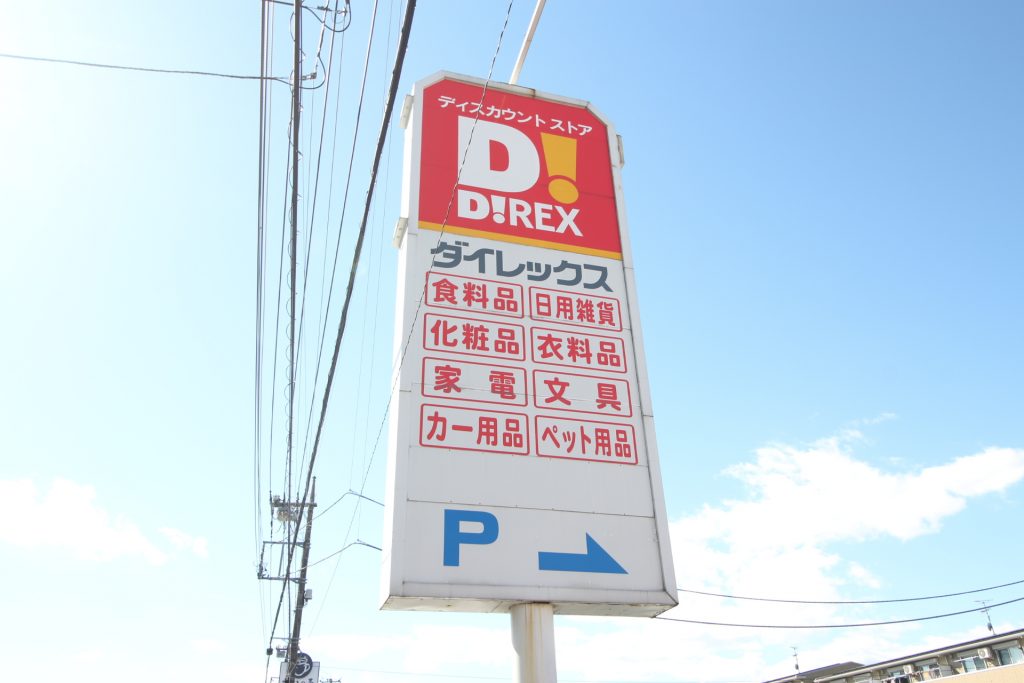 ディスカウント ストア
D!
D!REX
ダイレックス
食料品 日用雑貨
化粧品 衣料品
家電 文具
カー用品 ペット用品
P